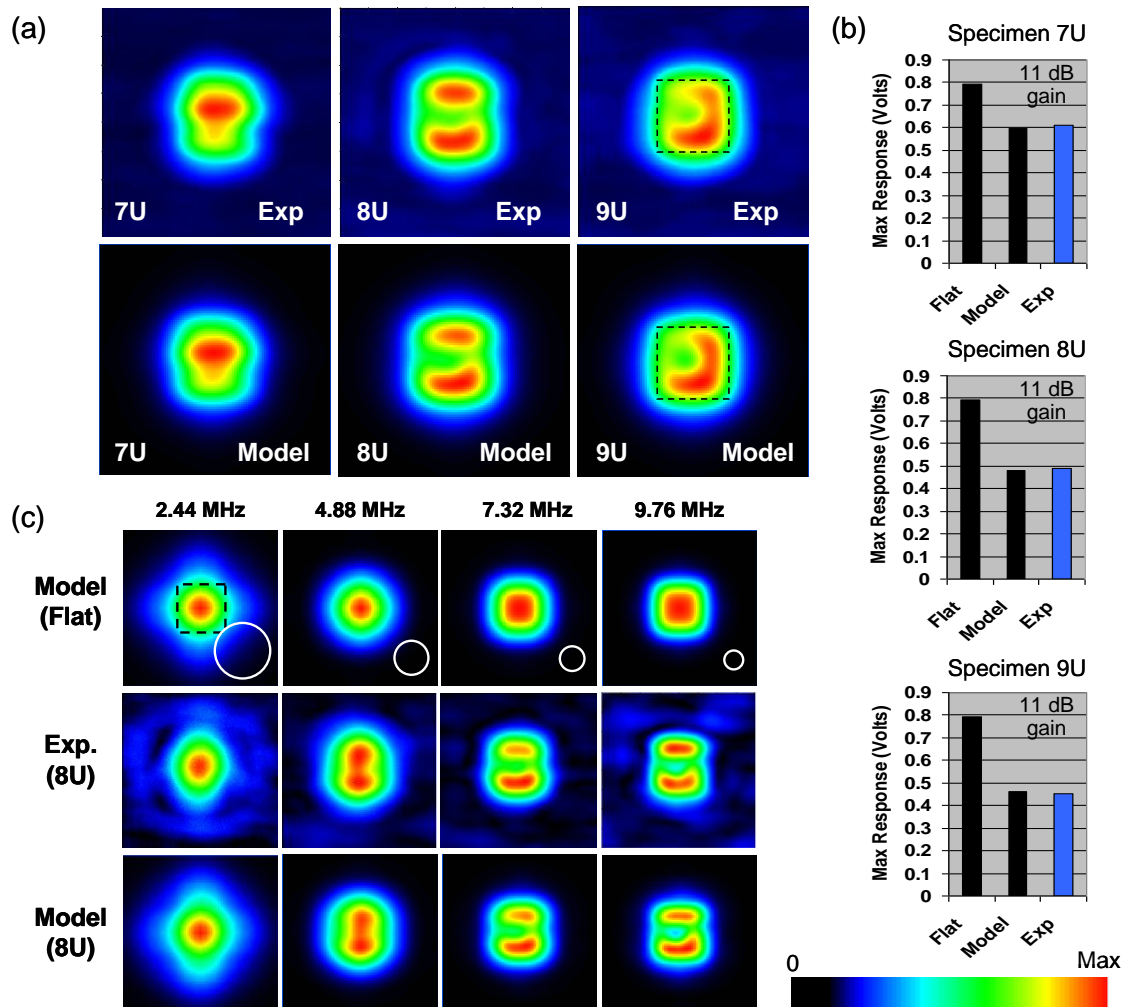 (a)
7U Exp
8U Exp
9U Exp
7U Model
8U Model
9U Model
(b)
Specimen 7U
11 dB
gain
Max Response (Volts)
0.9
0.8
0.7
0.6
0.5
0.4
0.3
0.2
0.1
0
Flat
Model
Exp
Specimen 8U
11 dB
gain
Max Response (Volts)
0.9
0.8
0.7
0.6
0.5
0.4
0.3
0.2
0.1
0
Flat
Model
Exp
Specimen 9U
11 dB
gain
Max Response (Volts)
0.9
0.8
0.7
0.6
0.5
0.4
0.3
0.2
0.1
0
Flat
Model
Exp
(c)
2.44 MHz 4.88 MHz 7.32 MHz 9.76 MHz
Model
(Flat)
Exp.
(8U)
Model
(8U)
0 Max